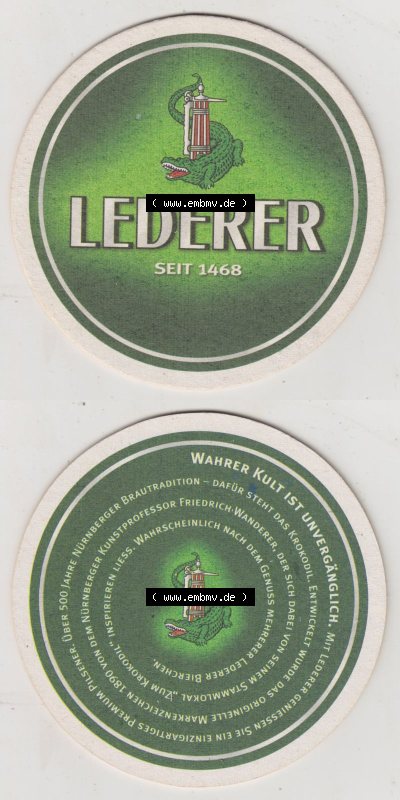 ( www.embmv.de )
LEDERER
SEIT 1468
WAHRER KULT IST UNVERGÄNGLICH. MIT LEDERER GENIESSEN SIE EIN EINZIGARTIGES PREMIUM PILSENER. ÜBER 500 JAHRE NÜRNBERGER BRAUTRADITION – DAFÜR STEHT DAS KROKODIL. ENTWICKELT WURDE DAS ORIGINELLE MARKENZEICHEN 1890 VON DEM NÜRNBERGER KUNSTPROFESSOR FRIEDRICH WANDERER, DER SICH DABEI VON SEINEM STAMMLOKAL „ZUM KROKODIL“ INSPIRIEREN LIESS. WAHRSCHEINLICH NACH DEM GENUSS MEHRERER LEDERER BIERCHEN.
( www.embmv.de )